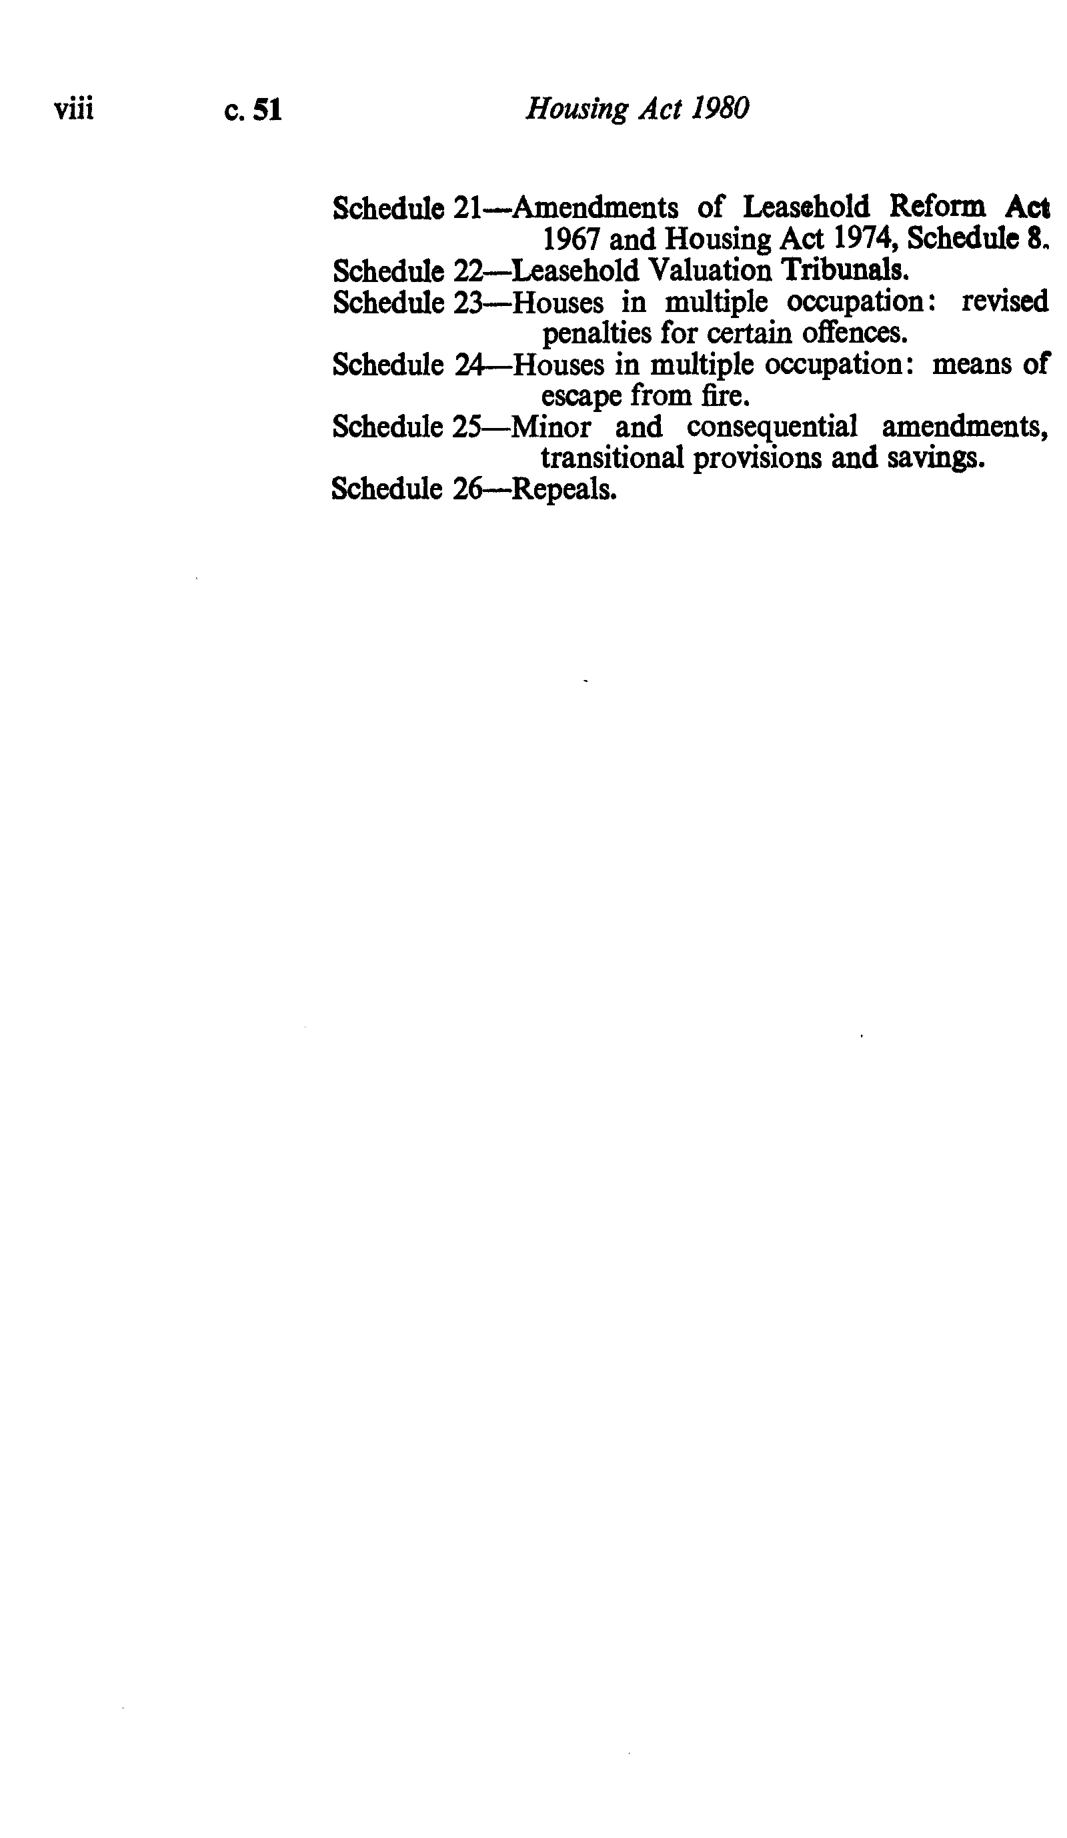 viii c. 51 Housing Act 1980
Schedule 21—Amendments of Leasehold Reform Act
1967 and Housing Act 1974, Schedule 8.
Schedule 22—Leasehold Valuation Tribunals.
Schedule 23—Houses in multiple occupation: revised
penalties for certain offences.
Schedule 24—Houses in multiple occupation: means of
escape from fire.
Schedule 25—Minor and consequential amendments,
transitional provisions and savings.
Schedule 26—Repeals.